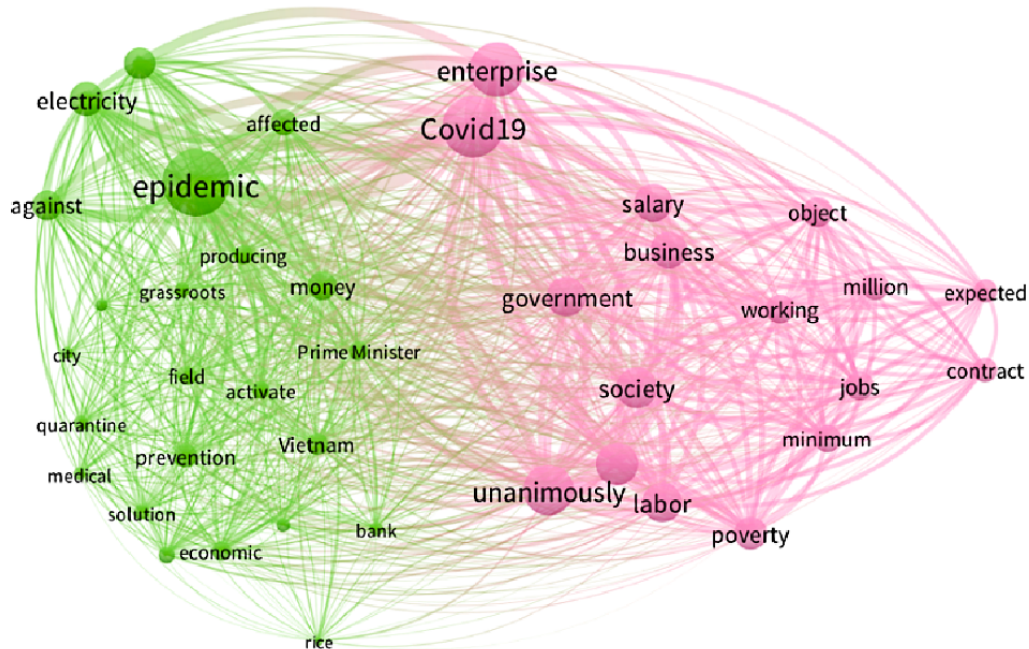 enterprise
electricity
affected
Covid19
epidemic
against
salary
object
business
producing
grassroots
money
government
million
expected
working
Prime Minister
city
field
activate
society
jobs
contract
quarantine
Vietnam
minimum
prevention
medical
unanimously
labor
solution
bank
poverty
economic
rice